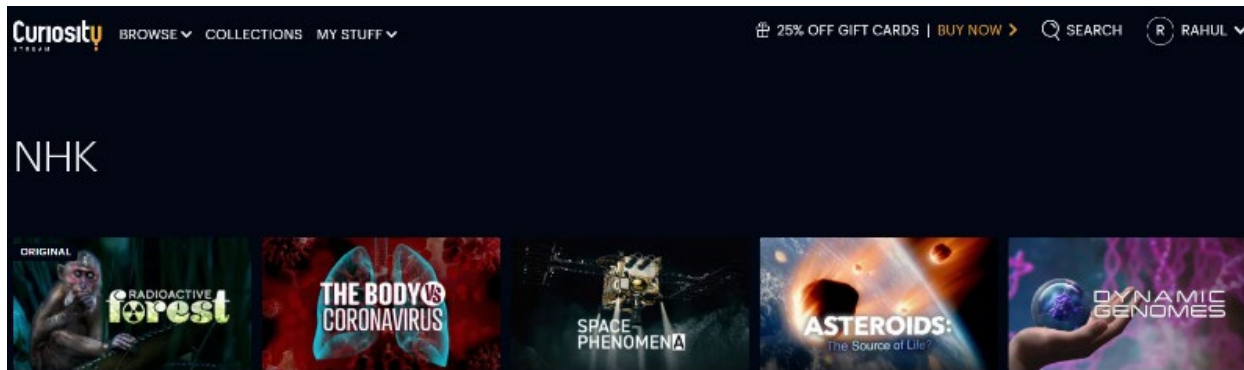 Curiosity
STREAM
BROWSE COLLECTIONS MY STUFF
25% OFF GIFT CARDS | BUY NOW
SEARCH
R RAHUL
NHK
ORIGINAL
RADIOACTIVE
forest
THE BODY VS
CORONAVIRUS
SPACE
PHENOMENA
ASTEROIDS:
The Source of Life?
DYNAMIC
GENOMES